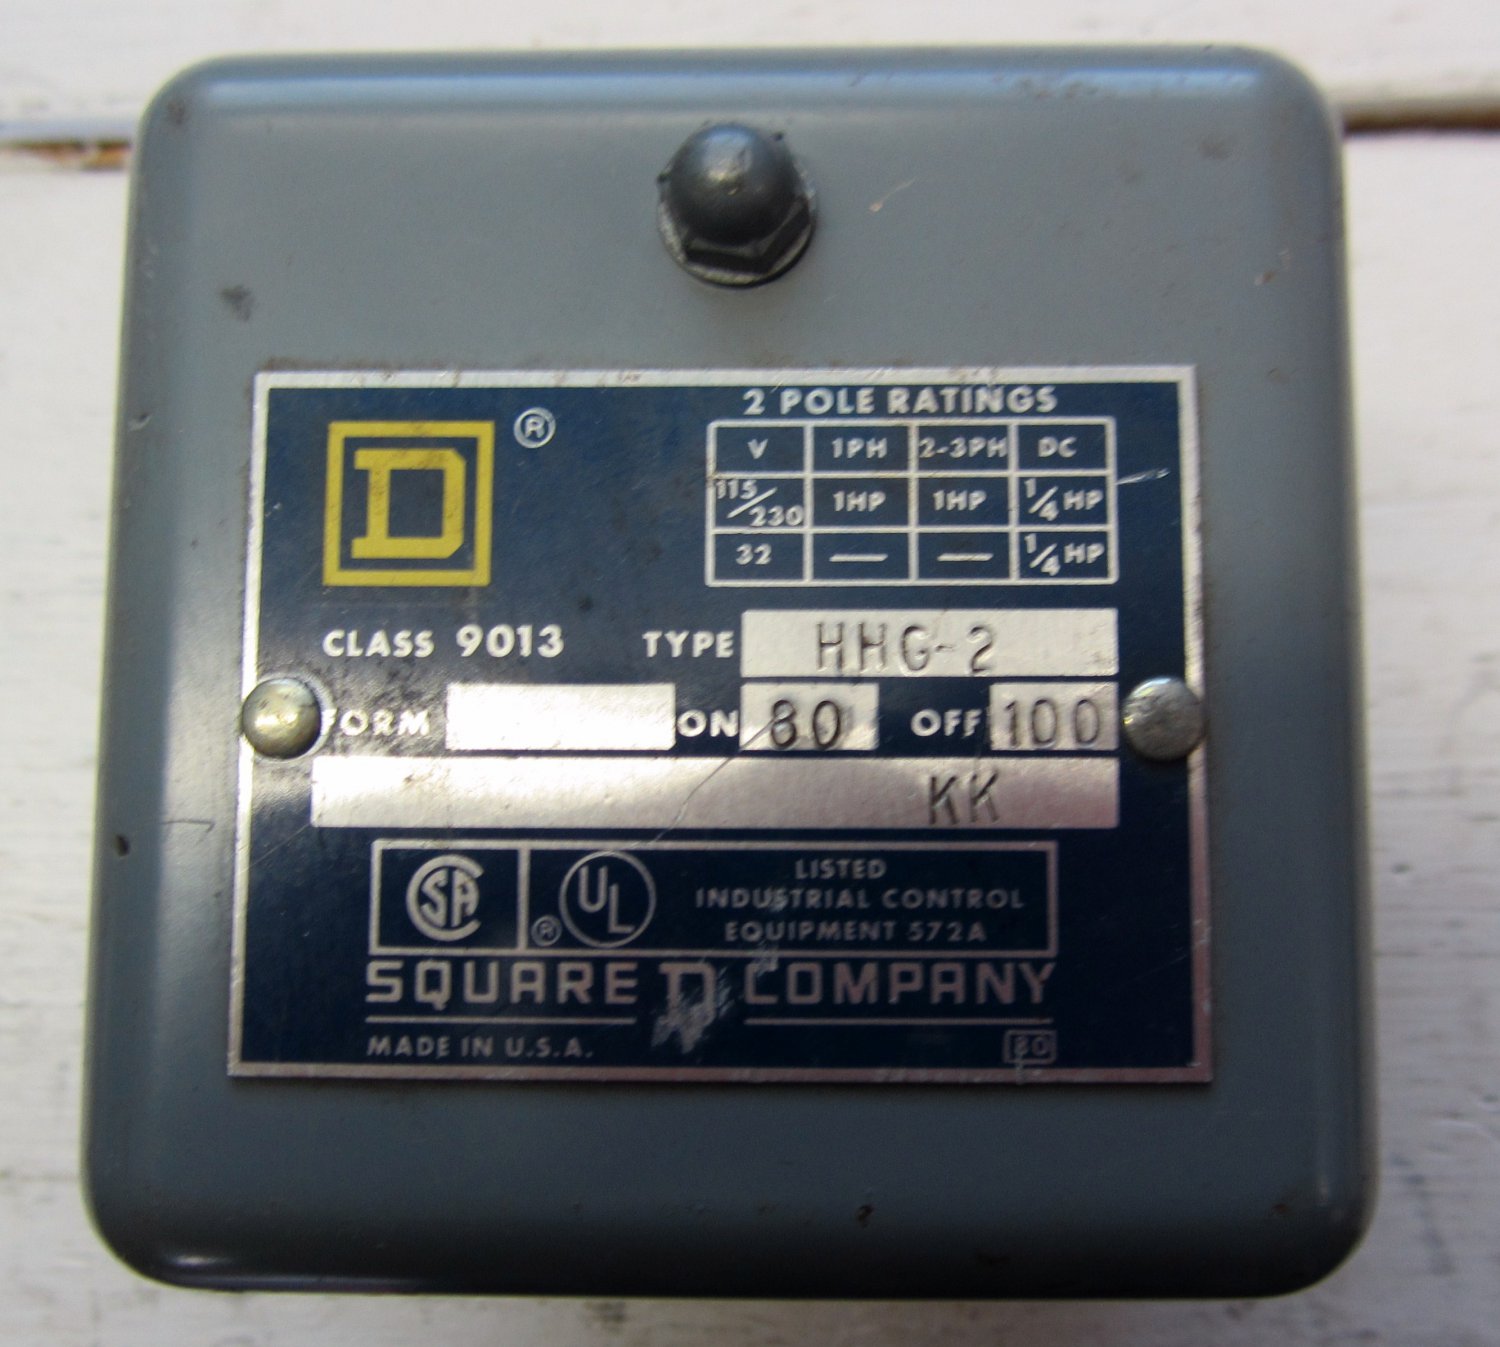 D ®
2 POLE RATINGS
V 1PH 2-3PH DC
115/230 1HP 1HP 1/4 HP
32 — — 1/4 HP
CLASS 9013 TYPE HHG-2
FORM ON 80 OFF 100
KK
SA ® UL
LISTED
INDUSTRIAL CONTROL
EQUIPMENT 572A
SQUARE D COMPANY
MADE IN U.S.A. 80